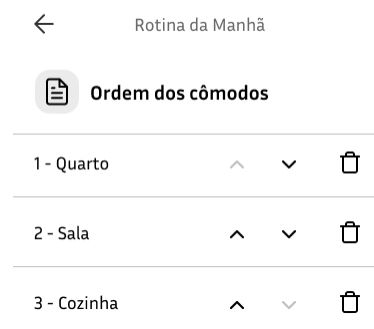 Rotina da Manhã
Ordem dos cômodos
1 - Quarto
2 - Sala
3 - Cozinha